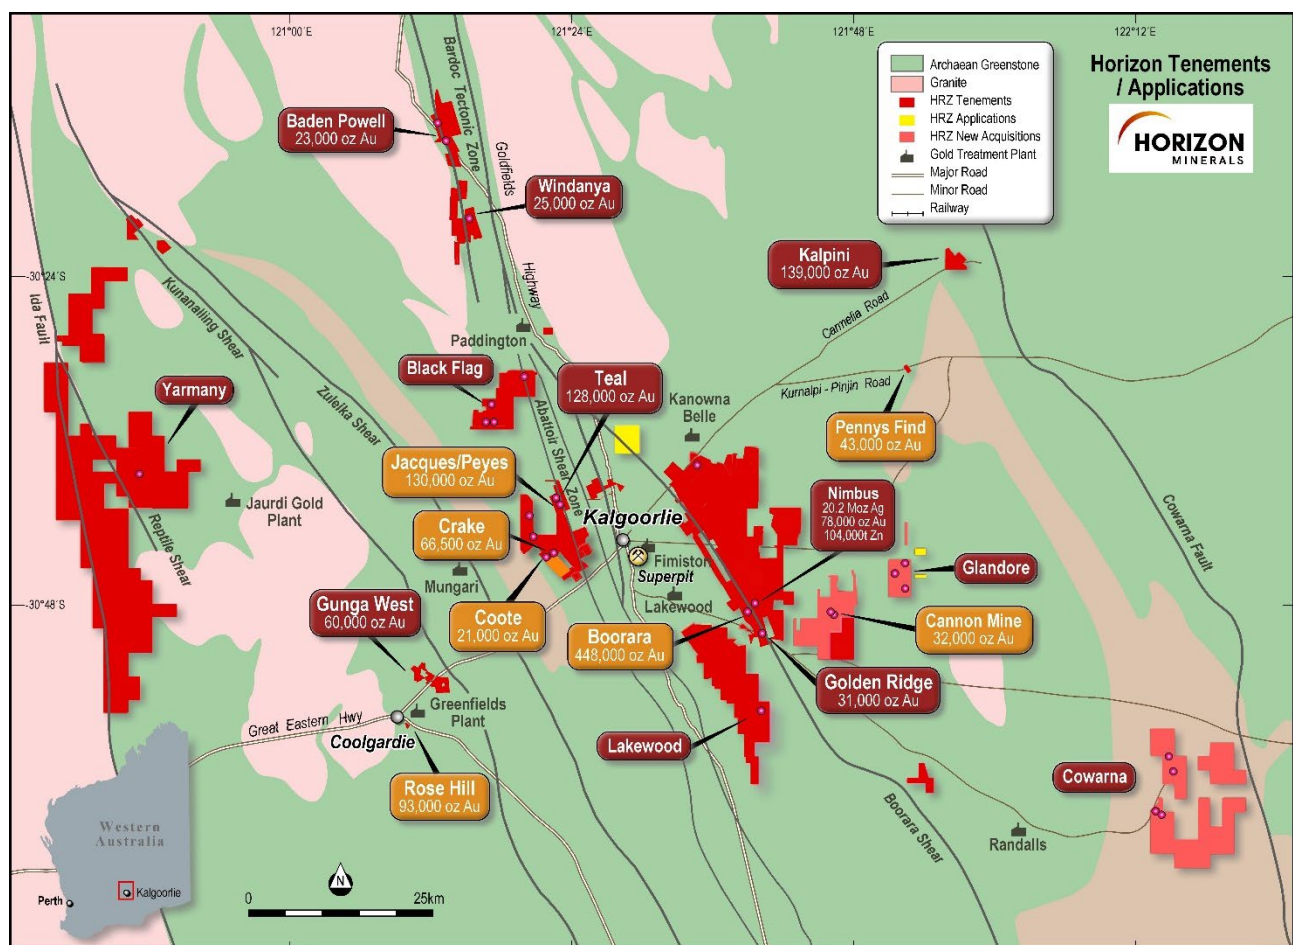 121°00´E
121°24´E
121°48´E
122°12´E
Horizon Tenements
/ Applications
HORIZON
MINERALS
Archaean Greenstone
Granite
HRZ Tenements
HRZ Applications
HRZ New Acquisitions
Gold Treatment Plant
Major Road
Minor Road
Railway
Bardoc Tectonic Zone
Goldfields
Highway
Baden Powell
23,000 oz Au
Windanya
25,000 oz Au
Kalpini
139,000 oz Au
-30°24´S
Ida Fault
Kunanalling Shear
Carmelia Road
Paddington
Black Flag
Teal
128,000 oz Au
Kurnalpi - Pinjin Road
Yarmany
Zuleika Shear
Abattoir Shear Zone
Kanowna
Belle
Pennys Find
43,000 oz Au
Jacques/Peyes
130,000 oz Au
Jaurdi Gold
Plant
Reptile Shear
Crake
66,500 oz Au
Kalgoorlie
Nimbus
20.2 Moz Ag
78,000 oz Au
104,000t Zn
Cowarna Fault
Fimiston
Superpit
Glandore
Mungari
Lakewood
-30°48´S
Gunga West
60,000 oz Au
Coote
21,000 oz Au
Boorara
448,000 oz Au
Cannon Mine
32,000 oz Au
Golden Ridge
31,000 oz Au
Greenfields
Plant
Great Eastern Hwy
Coolgardie
Lakewood
Cowarna
Rose Hill
93,000 oz Au
Boorara Shear
Randalls
Western
Australia
Perth
Kalgoorlie
N
0
25km